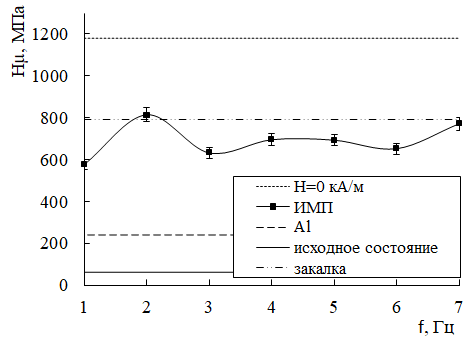 Hμ, МПа
1200
1000
800
600
400
200
0
1 2 3 4 5 6 7
f, Гц
H=0 кА/м
ИМП
Al
исходное состояние
закалка